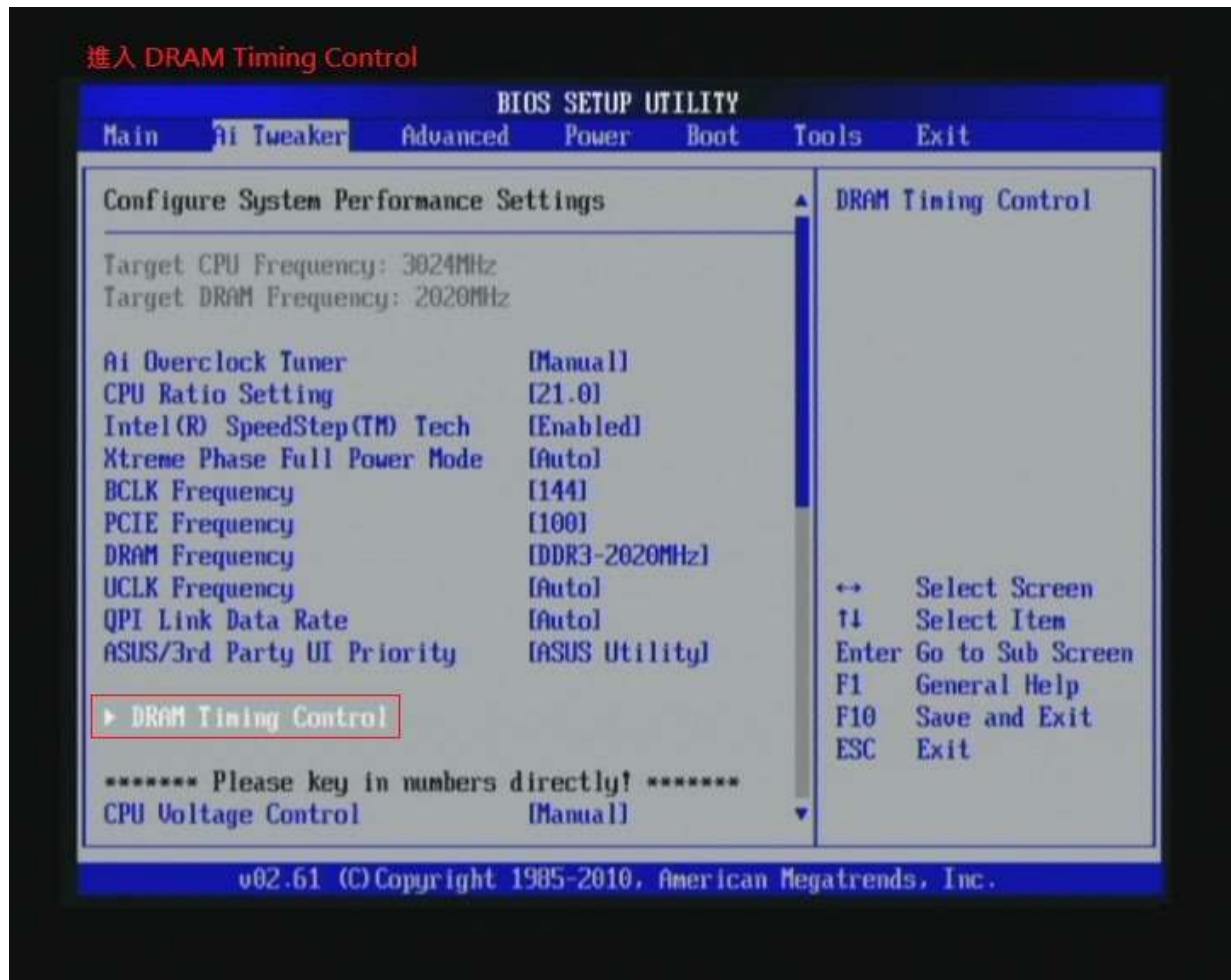 進入 DRAM Timing Control
BIOS SETUP UTILITY
Main Ai Tweaker Advanced Power Boot Tools Exit
Configure System Performance Settings
Target CPU Frequency: 3024MHz
Target DRAM Frequency: 2020MHz
Ai Overclock Tuner [Manual]
CPU Ratio Setting [21.0]
Intel(R) SpeedStep(TM) Tech [Enabled]
Xtreme Phase Full Power Mode [Auto]
BCLK Frequency [144]
PCIE Frequency [100]
DRAM Frequency [DDR3-2020MHz]
UCLK Frequency [Auto]
QPI Link Data Rate [Auto]
ASUS/3rd Party UI Priority [ASUS Utility]
▶ DRAM Timing Control
******* Please key in numbers directly! *******
CPU Voltage Control [Manual]
DRAM Timing Control
↔ Select Screen
↑↓ Select Item
Enter Go to Sub Screen
F1 General Help
F10 Save and Exit
ESC Exit
v02.61 (C)Copyright 1985-2010, American Megatrends, Inc.